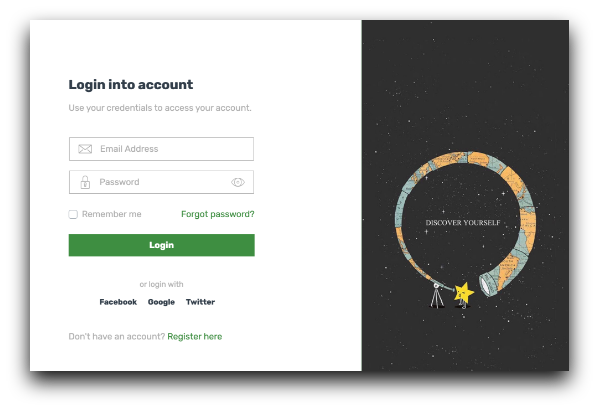 Login into account
Use your credentials to access your account.
Email Address
Password
Remember me
Forgot password?
Login
or login with
Facebook Google Twitter
Don't have an account? Register here
DISCOVER YOURSELF